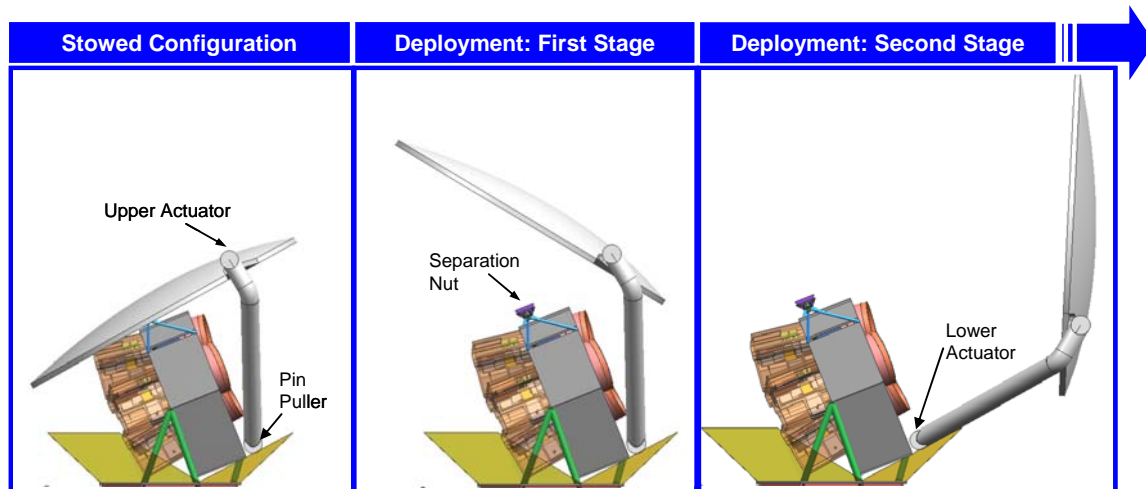 Stowed Configuration
Deployment: First Stage
Deployment: Second Stage
Upper Actuator
Pin
Puller
Separation
Nut
Lower
Actuator